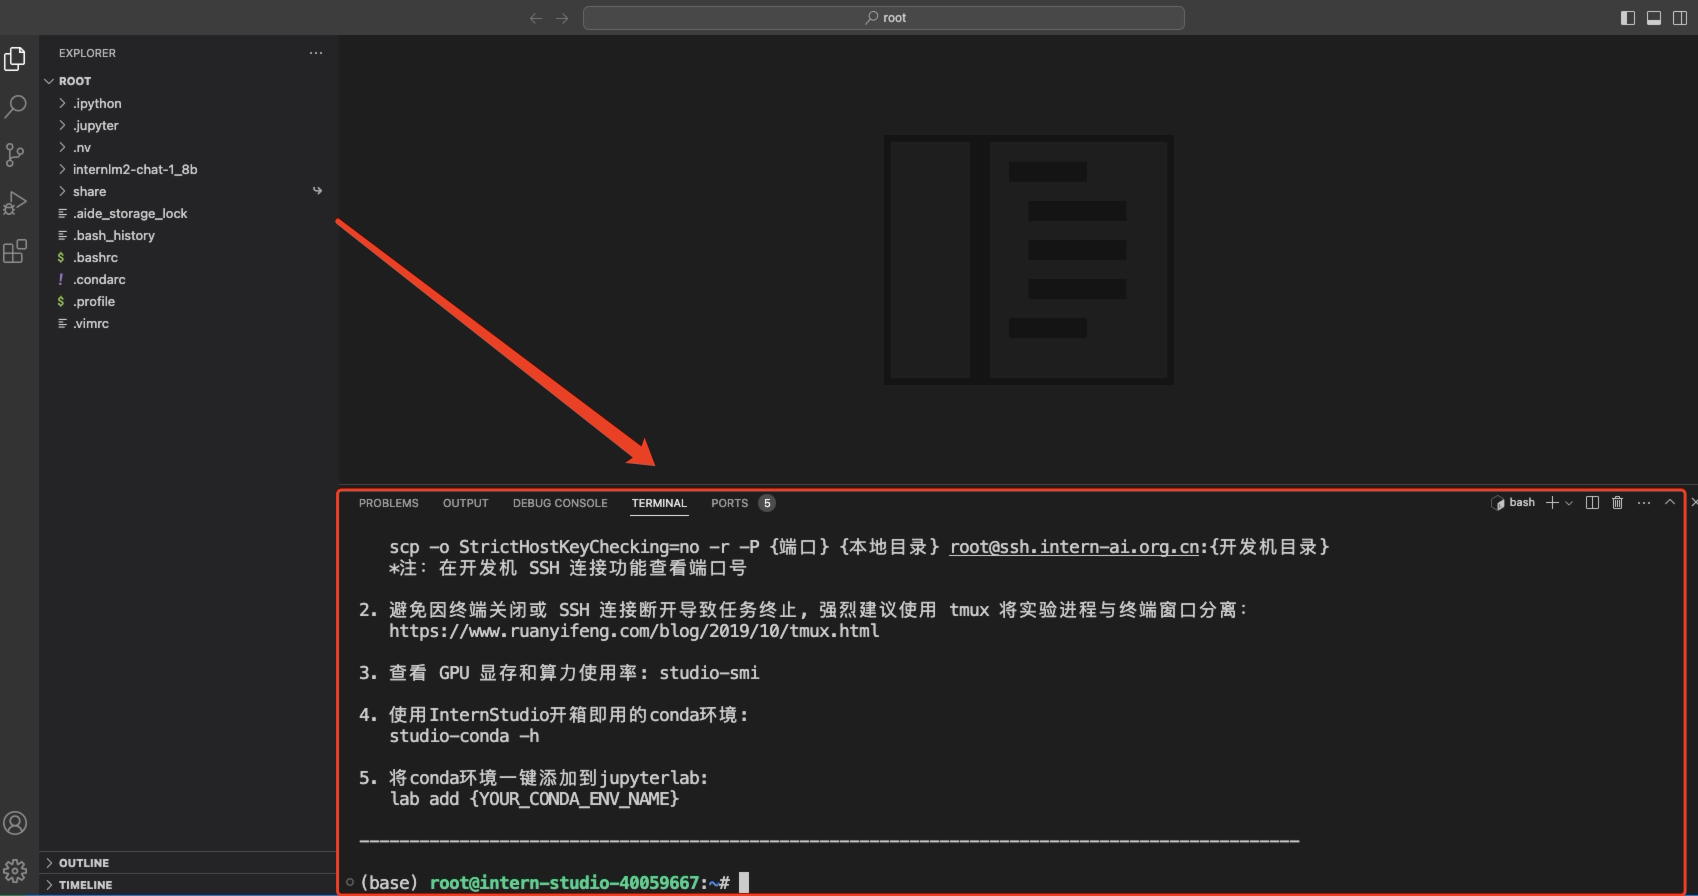 root
EXPLORER
ROOT
.ipython
.jupyter
.nv
internlm2-chat-1_8b
share
.aide_storage_lock
.bash_history
$ .bashrc
! .condarc
$ .profile
.vimrc
OUTLINE
TIMELINE
PROBLEMS OUTPUT DEBUG CONSOLE TERMINAL PORTS 5 bash
scp -o StrictHostKeyChecking=no -r -P {端口} {本地目录} root@ssh.intern-ai.org.cn:{开发机目录}
*注: 在开发机 SSH 连接功能查看端口号
2. 避免因终端关闭或 SSH 连接断开导致任务终止, 强烈建议使用 tmux 将实验进程与终端窗口分离:
https://www.ruanyifeng.com/blog/2019/10/tmux.html
3. 查看 GPU 显存和算力使用率: studio-smi
4. 使用InternStudio开箱即用的conda环境:
studio-conda -h
5. 将conda环境一键添加到jupyterlab:
lab add {YOUR_CONDA_ENV_NAME}
(base) root@intern-studio-40059667:~#